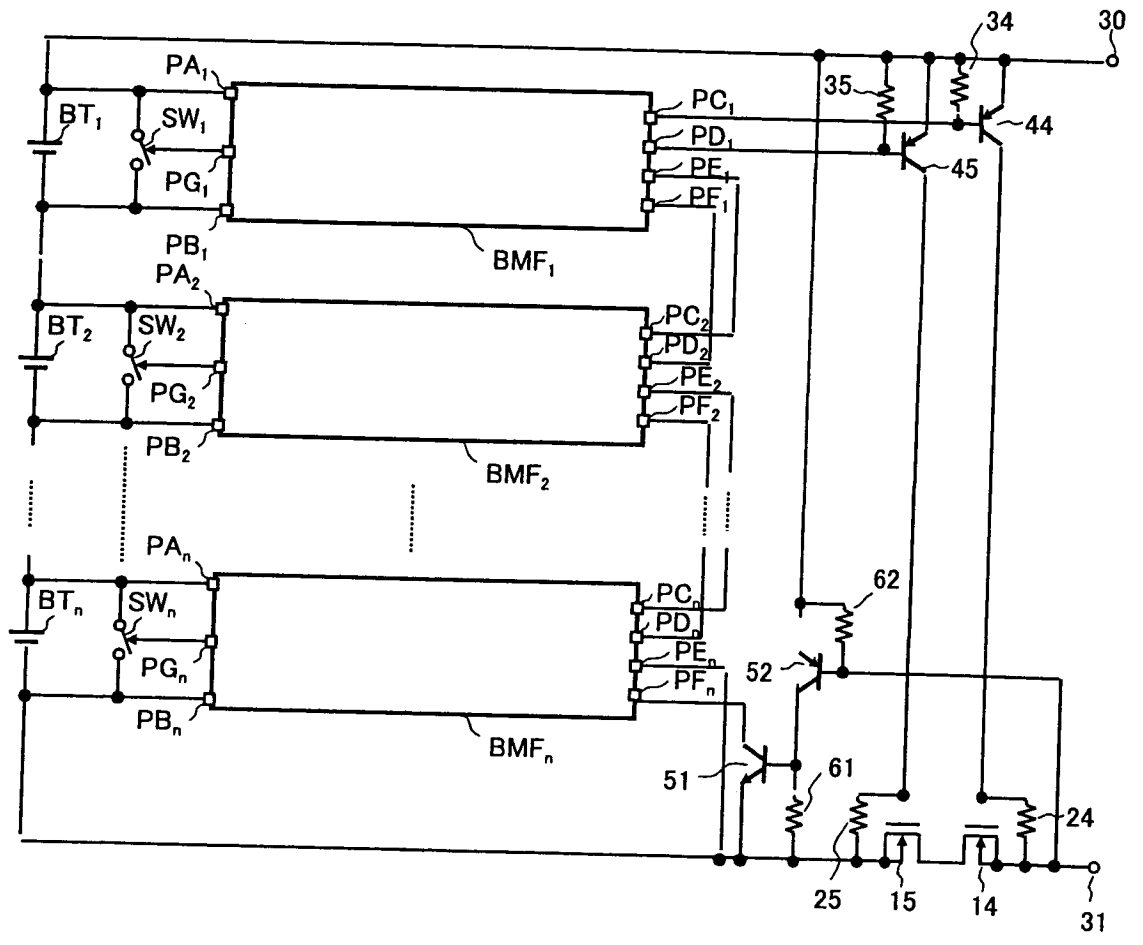 30
34
PA₁
35
PC₁
44
BT₁
SW₁
PD₁
45
PG₁
PE₁
PF₁
PB₁
BMF₁
PA₂
PC₂
BT₂
SW₂
PD₂
PE₂
PG₂
PF₂
PB₂
BMF₂
PAₙ
62
PCₙ
BTₙ
SWₙ
PDₙ
PEₙ
52
PGₙ
PFₙ
PBₙ
BMFₙ
51
61
24
25
15
14
31